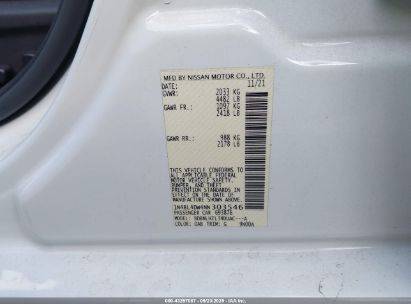 MFD BY NISSAN MOTOR CO., LTD.
DATE: 11/21
GVWR: 2033 KG
4482 LB
GAWR FR.: 1097 KG
2418 LB
GAWR RR.: 988 KG
2178 LB
THIS VEHICLE CONFORMS TO
ALL APPLICABLE FEDERAL
MOTOR VEHICLE SAFETY,
BUMPER, AND THEFT
PREVENTION STANDARDS IN
EFFECT ON THE DATE OF
MANUFACTURE SHOWN ABOVE.
303546
PASSENGER CAR
MODEL:
COLOR: QAB TRIM: G